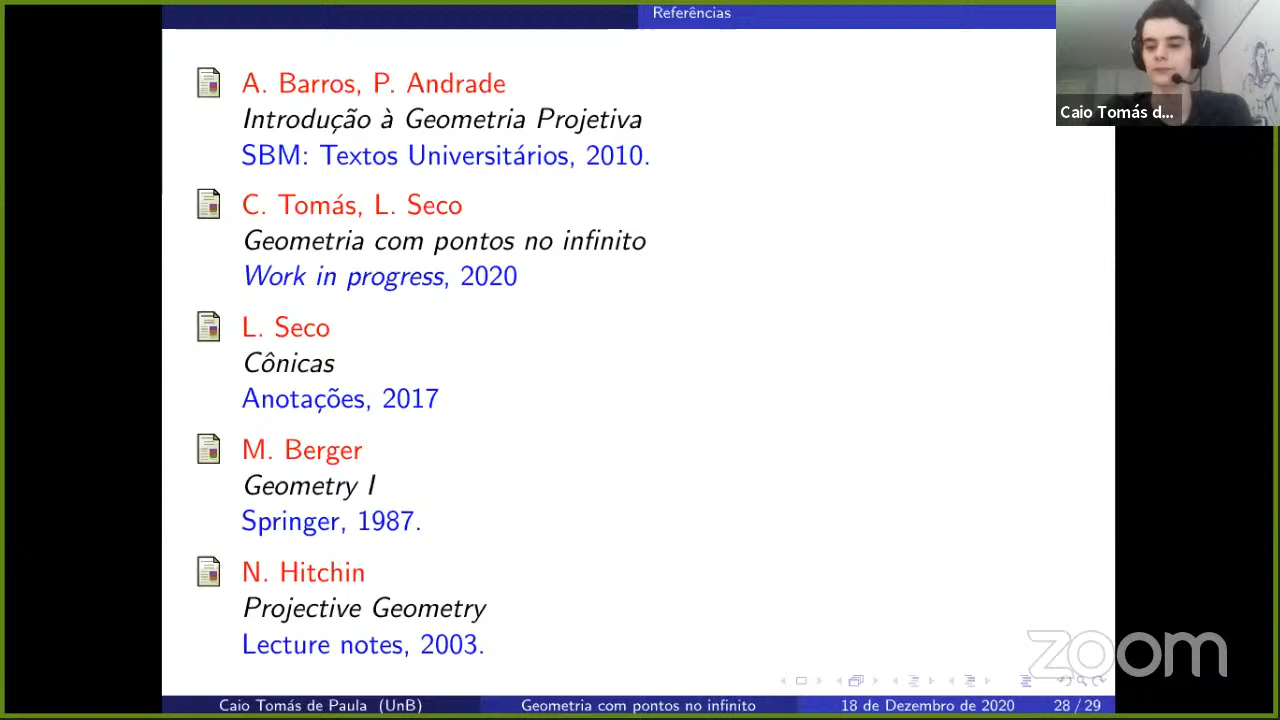 Referências
A. Barros, P. Andrade
Introdução à Geometria Projetiva
SBM: Textos Universitários, 2010.
C. Tomás, L. Seco
Geometria com pontos no infinito
Work in progress, 2020
L. Seco
Cônicas
Anotações, 2017
M. Berger
Geometry I
Springer, 1987.
N. Hitchin
Projective Geometry
Lecture notes, 2003.
Caio Tomás d...
zoom
Caio Tomás de Paula (UnB)
Geometria com pontos no infinito
18 de Dezembro de 2020
28 / 29